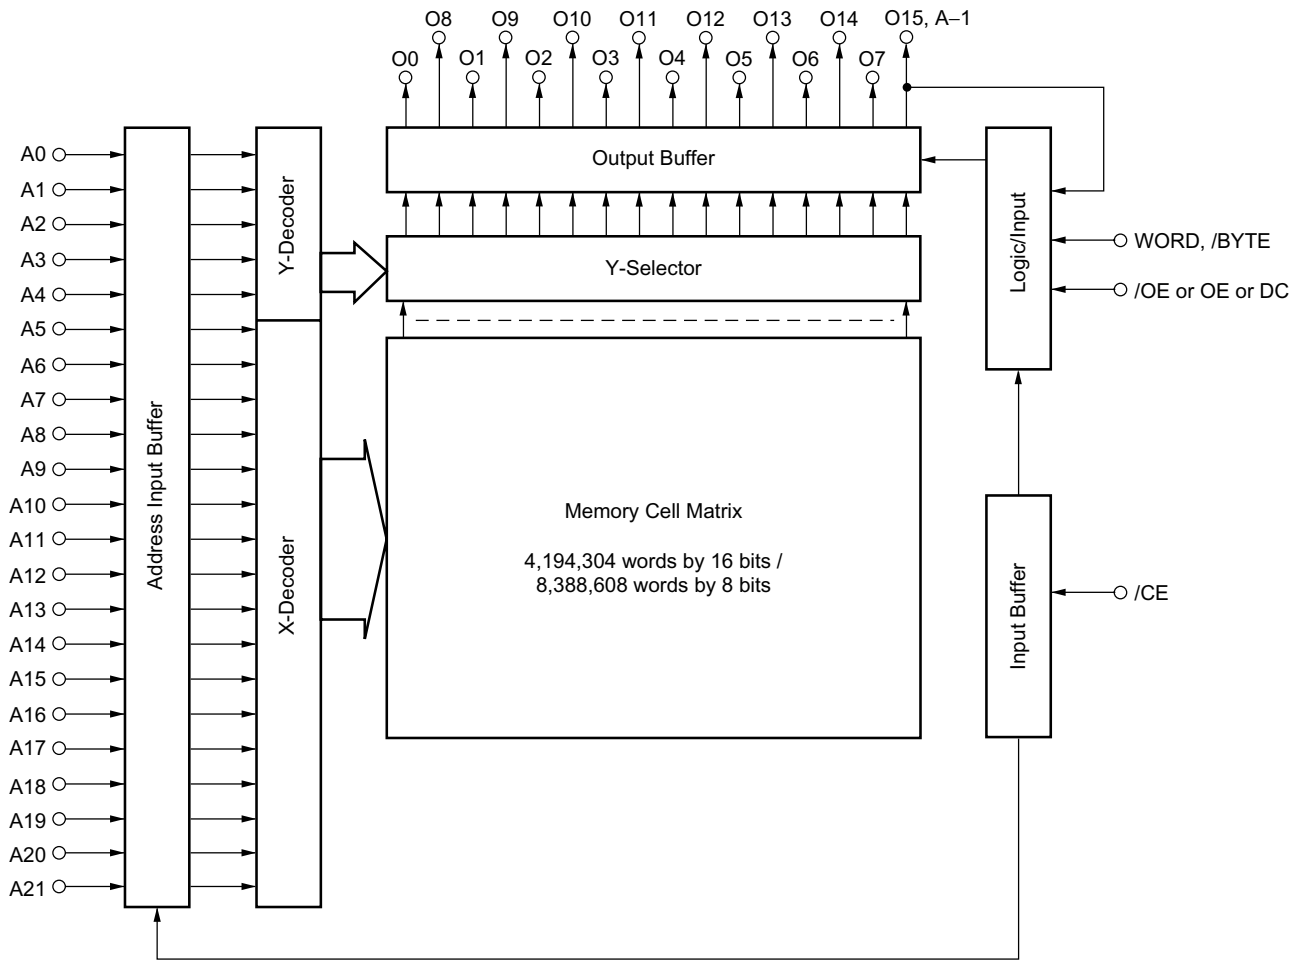 O8 O9 O10 O11 O12 O13 O14 O15, A–1
O0 O1 O2 O3 O4 O5 O6 O7
A0
A1
A2
A3
A4
A5
A6
A7
A8
A9
A10
A11
A12
A13
A14
A15
A16
A17
A18
A19
A20
A21
Address Input Buffer
Y-Decoder
X-Decoder
Output Buffer
Y-Selector
Memory Cell Matrix
4,194,304 words by 16 bits /
8,388,608 words by 8 bits
Logic/Input
WORD, /BYTE
/OE or OE or DC
Input Buffer
/CE